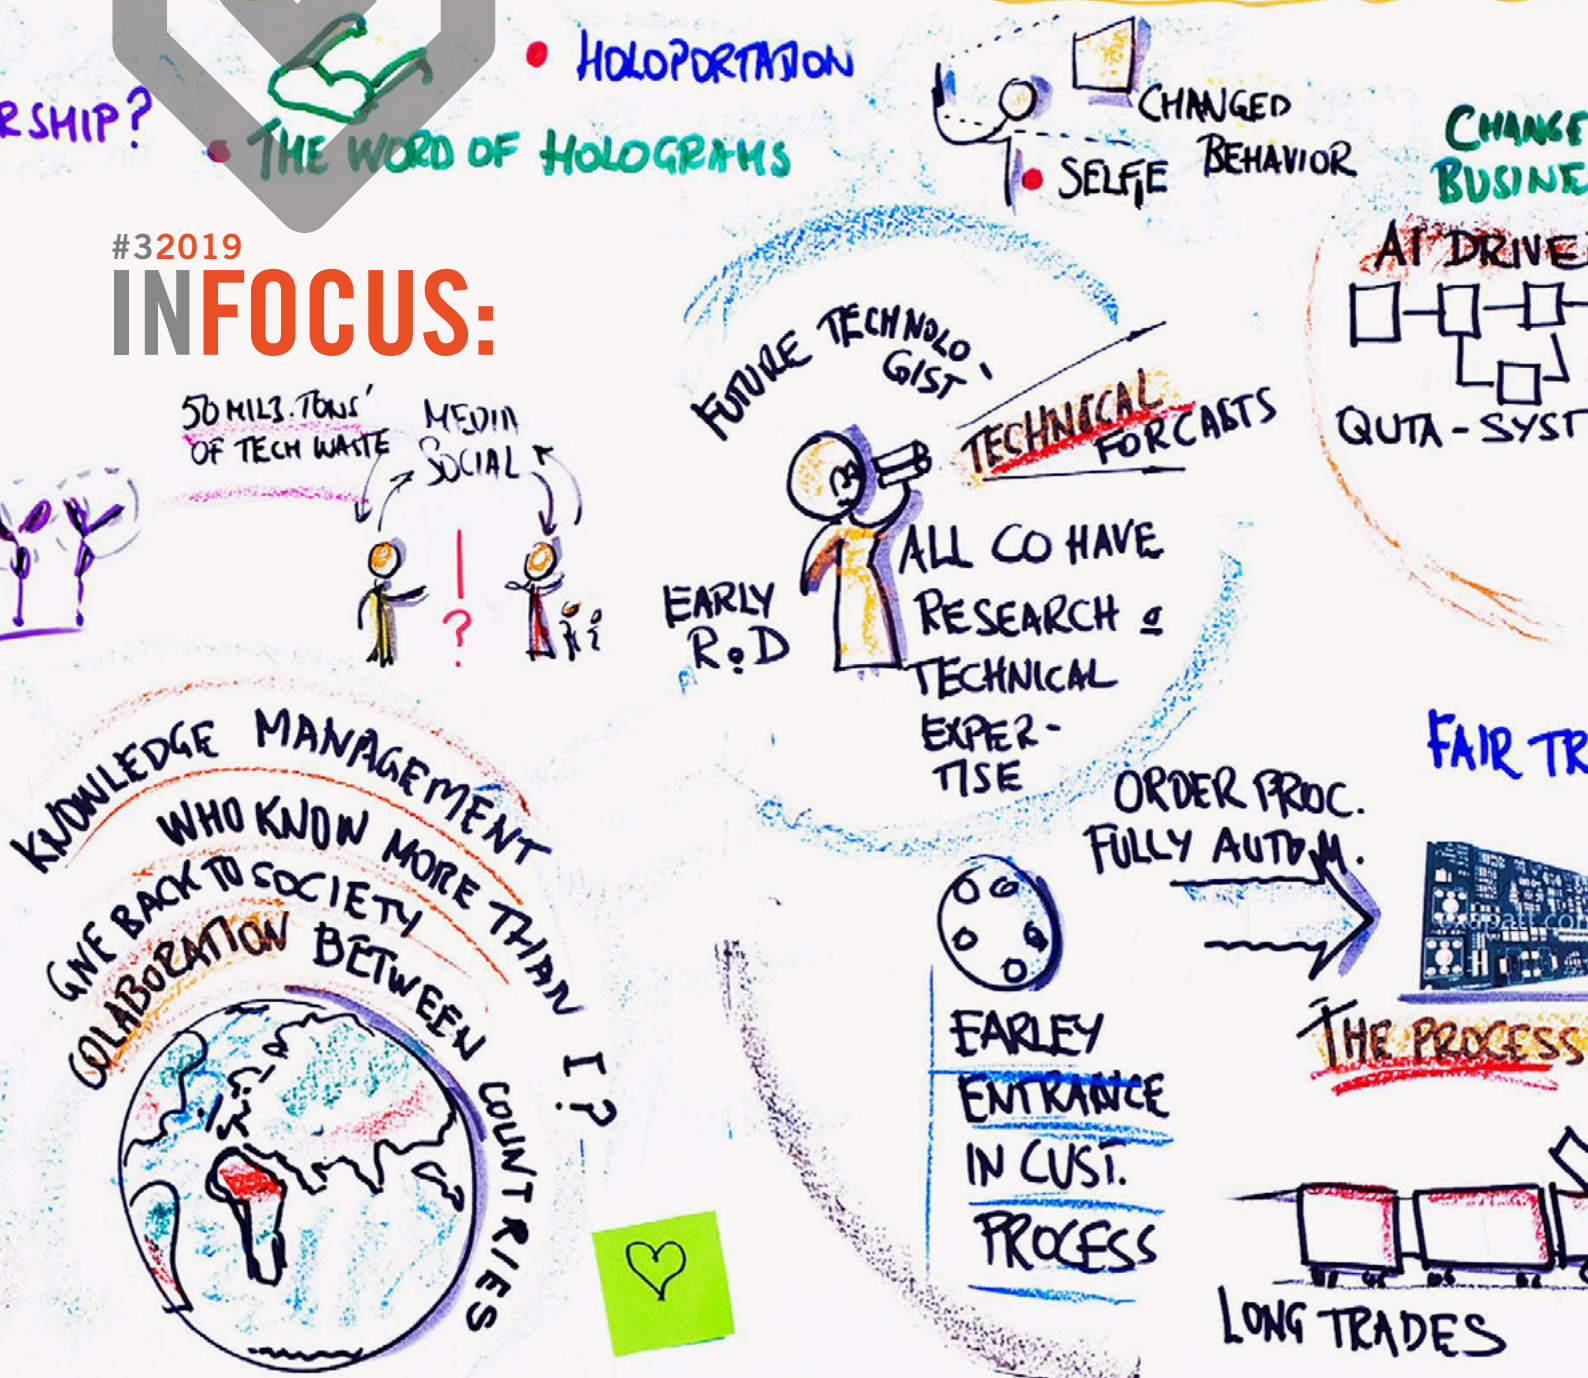 RSHIP?
• HOLOPORTATION
• THE WORD OF HOLOGRAMS
CHANGED
BEHAVIOR
• SELFIE
CHANGE
BUSINE
#32019
INFOCUS:
AI DRIVE
QUTA - SYST
50 MILL. TONS'
OF TECH WASTE
MEDIA
SOCIAL
!
?
FUTURE TECHNOLO-
GIST
TECHNICAL
FORCASTS
EARLY
R&D
ALL CO HAVE
RESEARCH &
TECHNICAL
EXPER-
TISE
KNOWLEDGE MANAGEMENT
WHO KNOW MORE THAN I?
GIVE BACK TO SOCIETY
COLABORATION BETWEEN COUNTRIES
ORDER PROC.
FULLY AUTOM.
FAIR TR
THE PROCESS
EARLEY
ENTRANCE
IN CUST.
PROCESS
LONG TRADES